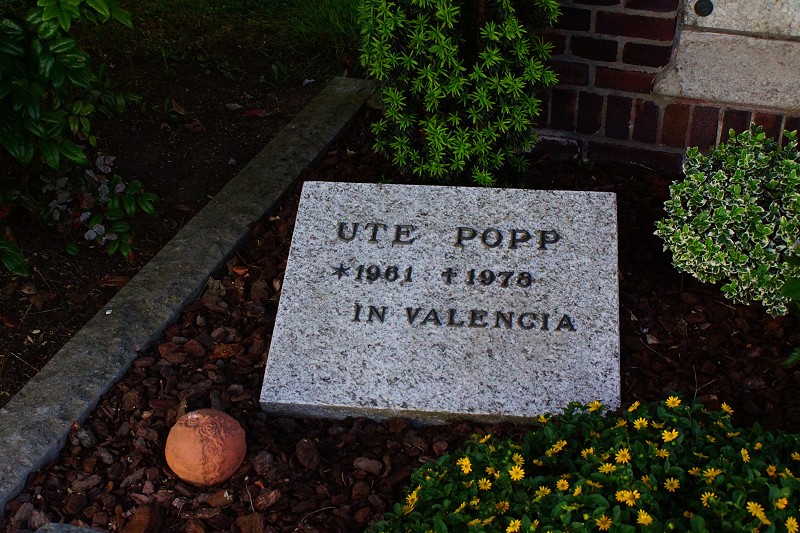 UTE POPP
*1961 †1978
IN VALENCIA